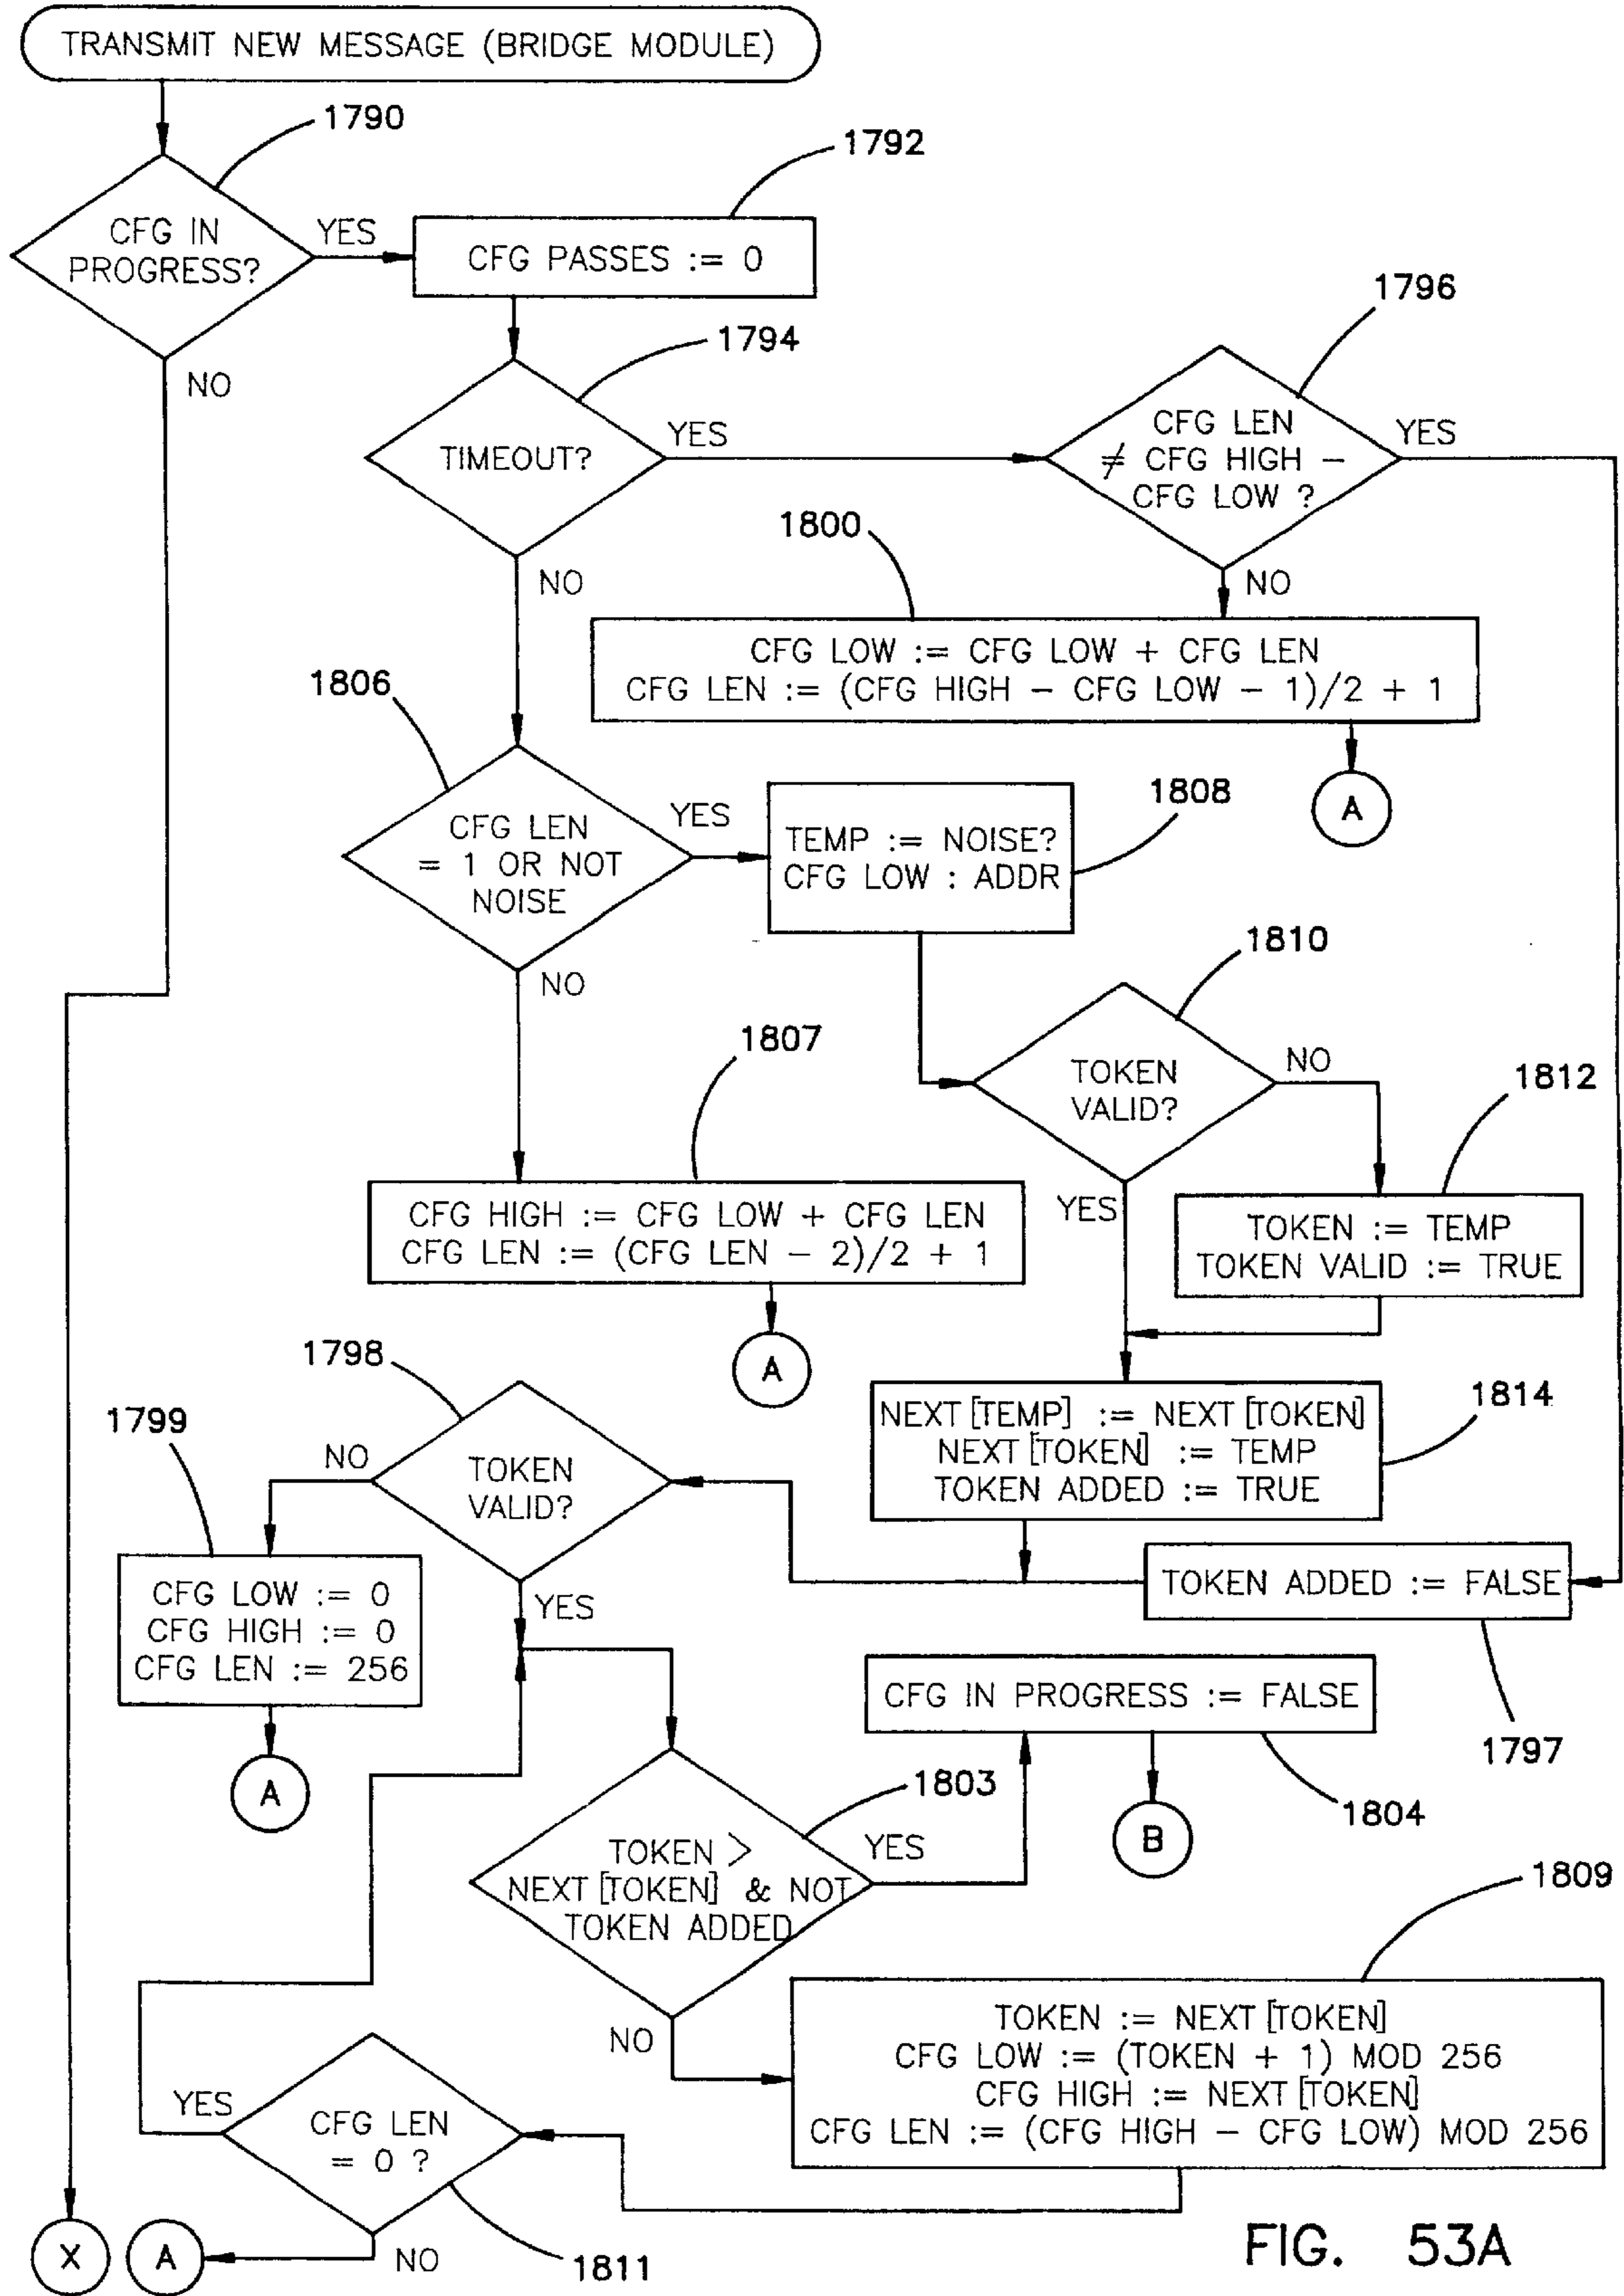 TRANSMIT NEW MESSAGE (BRIDGE MODULE)
1790
1792
CFG IN
PROGRESS?
YES
CFG PASSES := 0
1796
1794
NO
CFG LEN
≠ CFG HIGH –
CFG LOW ?
YES
TIMEOUT?
YES
1800
NO
NO
CFG LOW := CFG LOW + CFG LEN
CFG LEN := (CFG HIGH – CFG LOW – 1)/2 + 1
1806
A
1808
CFG LEN
= 1 OR NOT
NOISE
YES
TEMP := NOISE?
CFG LOW : ADDR
1810
NO
1807
TOKEN
VALID?
NO
1812
YES
CFG HIGH := CFG LOW + CFG LEN
CFG LEN := (CFG LEN – 2)/2 + 1
TOKEN := TEMP
TOKEN VALID := TRUE
1798
A
1799
NEXT [TEMP] := NEXT [TOKEN]
NEXT [TOKEN] := TEMP
TOKEN ADDED := TRUE
1814
NO
TOKEN
VALID?
CFG LOW := 0
CFG HIGH := 0
CFG LEN := 256
YES
TOKEN ADDED := FALSE
CFG IN PROGRESS := FALSE
1797
A
1803
B
1804
TOKEN >
NEXT [TOKEN] & NOT
TOKEN ADDED
YES
1809
NO
TOKEN := NEXT [TOKEN]
CFG LOW := (TOKEN + 1) MOD 256
CFG HIGH := NEXT [TOKEN]
CFG LEN := (CFG HIGH – CFG LOW) MOD 256
YES
CFG LEN
= 0 ?
X
A
NO
1811
FIG. 53A